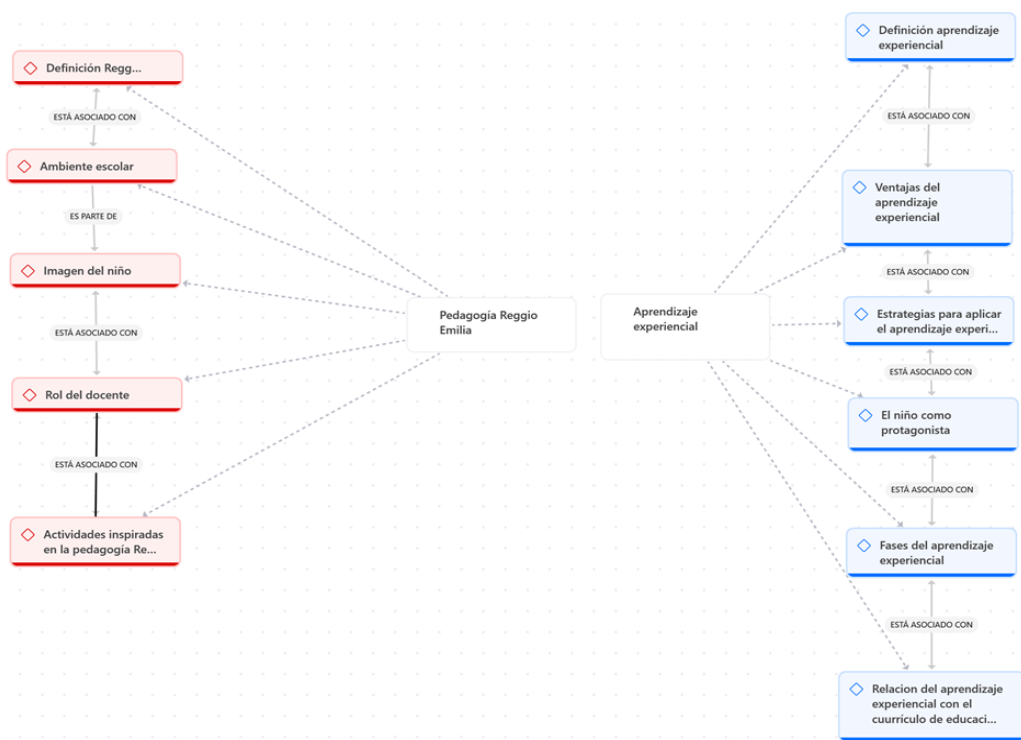 Definición Regg...
ESTÁ ASOCIADO CON
Ambiente escolar
ES PARTE DE
Imagen del niño
ESTÁ ASOCIADO CON
Rol del docente
ESTÁ ASOCIADO CON
Actividades inspiradas
en la pedagogía Re...
Pedagogía Reggio
Emilia
Aprendizaje
experiencial
Definición aprendizaje
experiencial
ESTÁ ASOCIADO CON
Ventajas del
aprendizaje
experiencial
ESTÁ ASOCIADO CON
Estrategias para aplicar
el aprendizaje experi...
ESTÁ ASOCIADO CON
El niño como
protagonista
ESTÁ ASOCIADO CON
Fases del aprendizaje
experiencial
ESTÁ ASOCIADO CON
Relacion del aprendizaje
experiencial con el
cuurrículo de educaci...